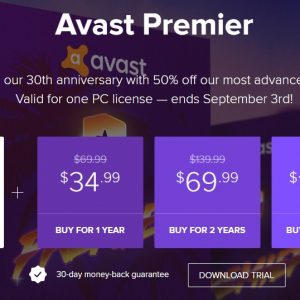 Avast Premier
avast
our 30th anniversary with 50% off our most advance
Valid for one PC license — ends September 3rd!
$69.99 $139.99
+ $34.99 $69.99 $
BUY FOR 1 YEAR BUY FOR 2 YEARS
30-day money-back guarantee DOWNLOAD TRIAL